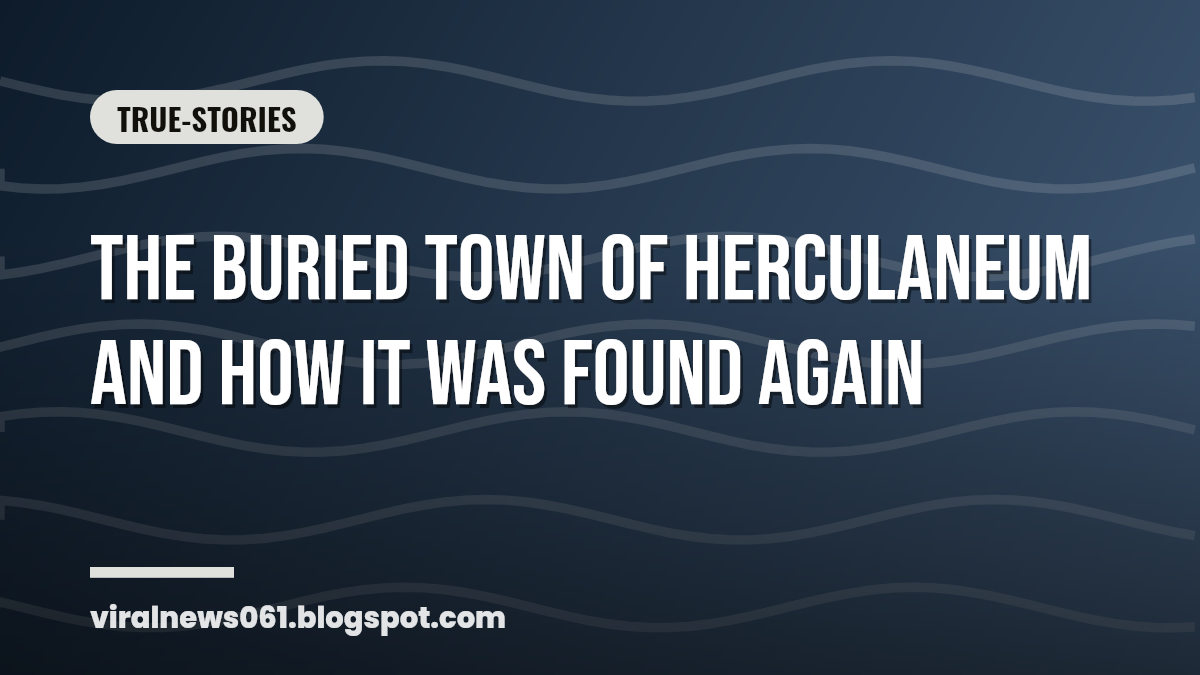 TRUE-STORIES
THE BURIED TOWN OF HERCULANEUM
AND HOW IT WAS FOUND AGAIN
viralnews061.blogspot.com